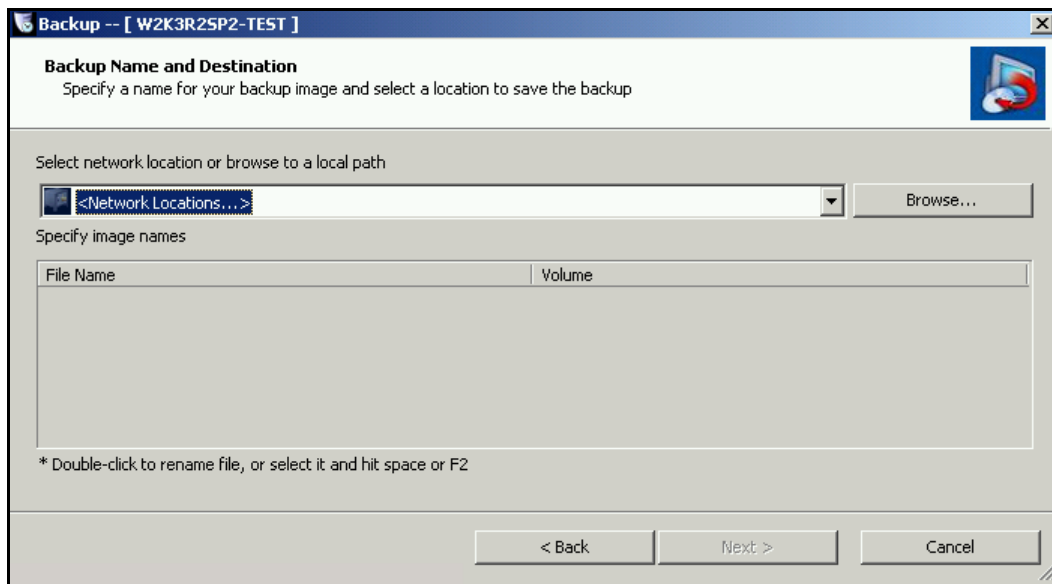 Backup -- [ W2K3R2SP2-TEST ]
Backup Name and Destination
Specify a name for your backup image and select a location to save the backup
Select network location or browse to a local path
<Network Locations...>
Browse...
Specify image names
File Name Volume
* Double-click to rename file, or select it and hit space or F2
< Back Next > Cancel